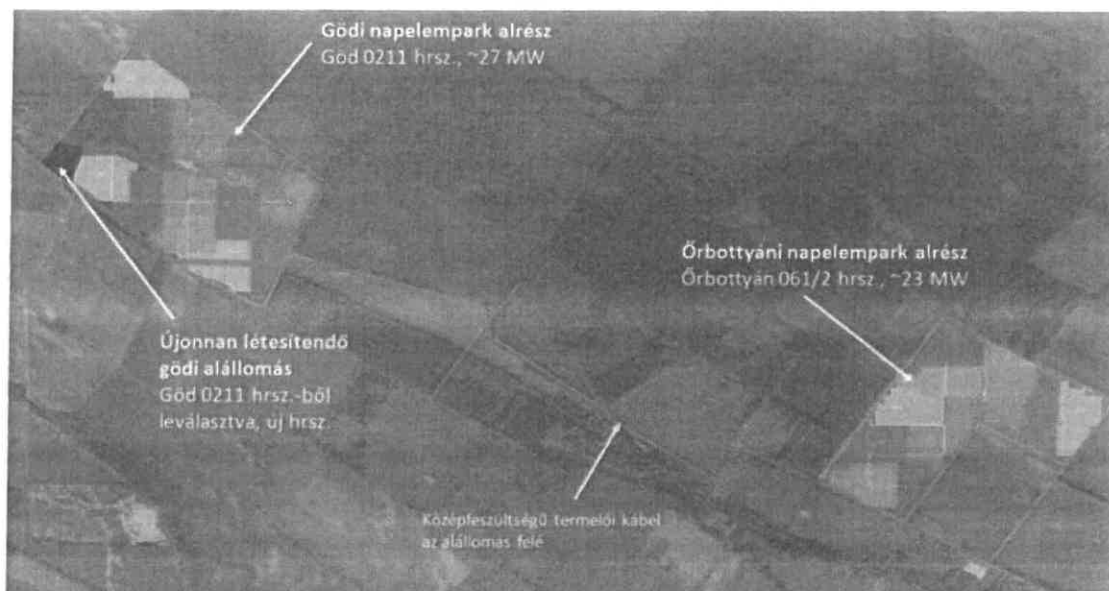 Gödi napelempark alrész
Göd 0211 hrsz., ~27 MW
Őrbottyáni napelempark alrész
Őrbottyán 061/2 hrsz., ~23 MW
Újonnan létesítendő
gödi alállomás
Göd 0211 hrsz.-ből
leválasztva, új hrsz.
Középfeszültségű termelői kábel
az alállomás felé